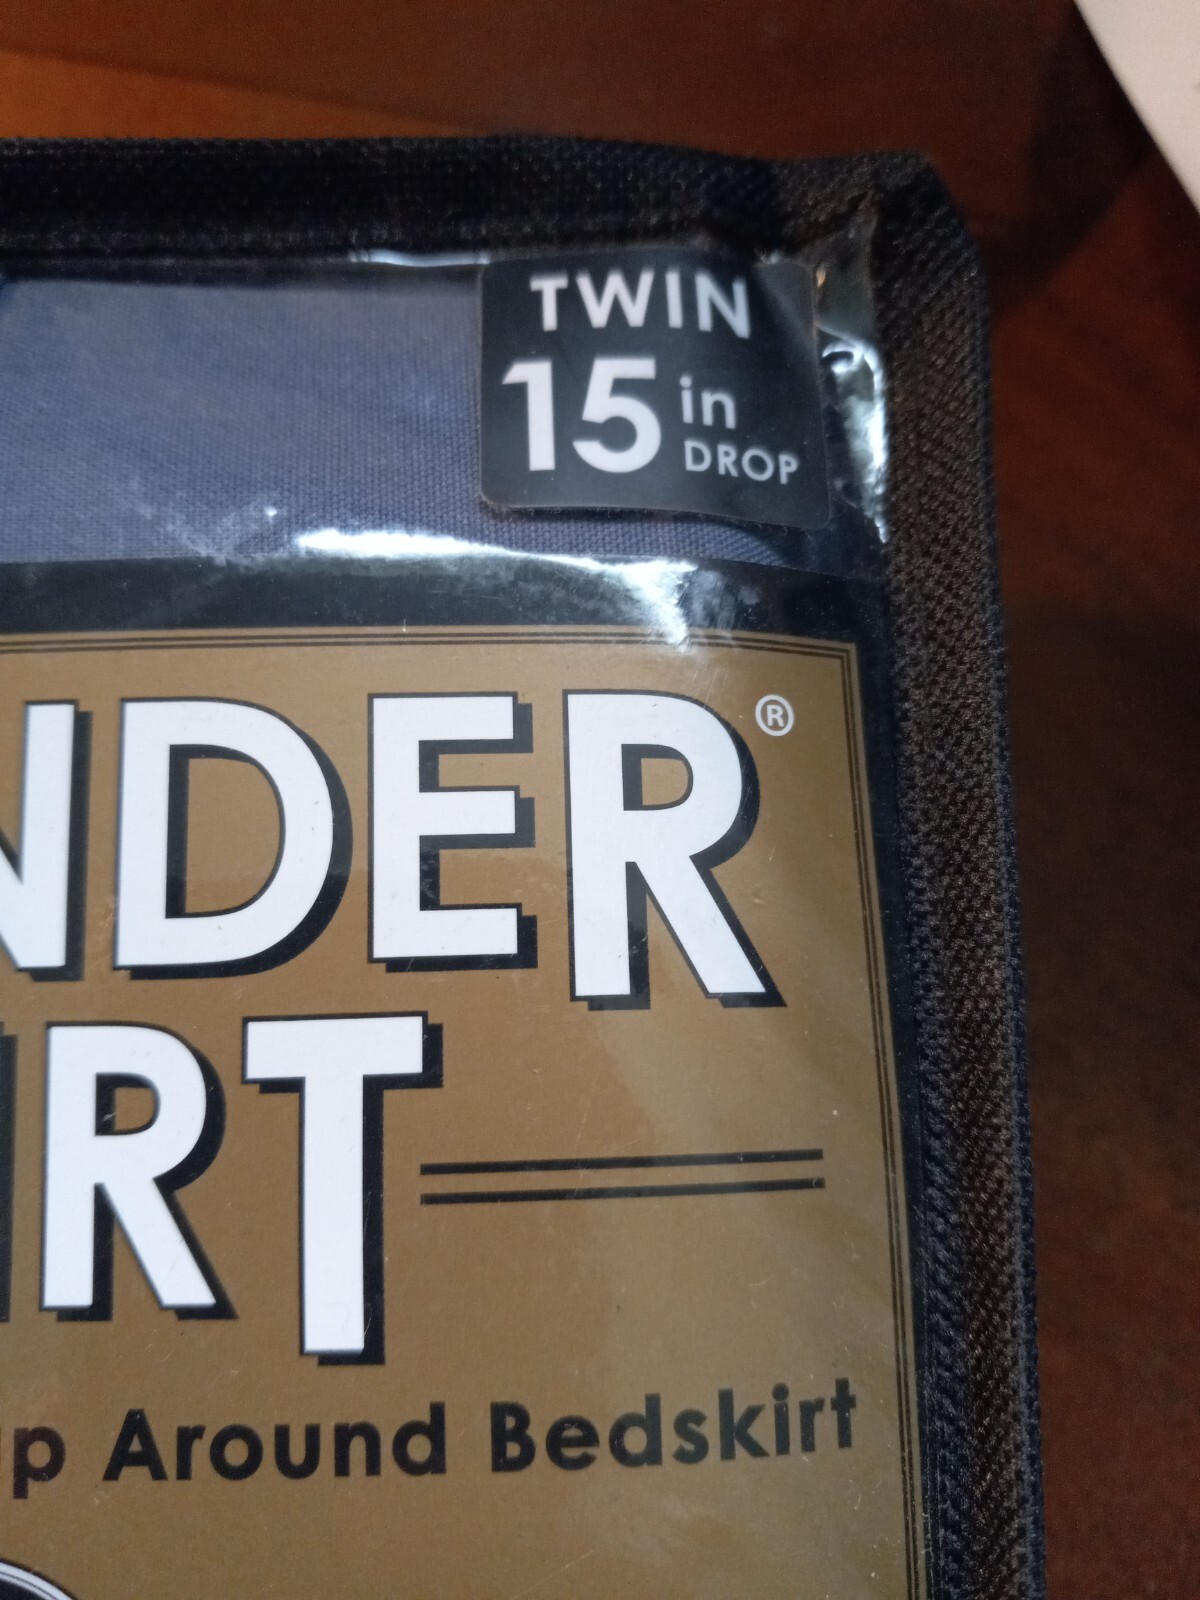 TWIN
15 in
DROP
NDER®
IRT
p Around Bedskirt